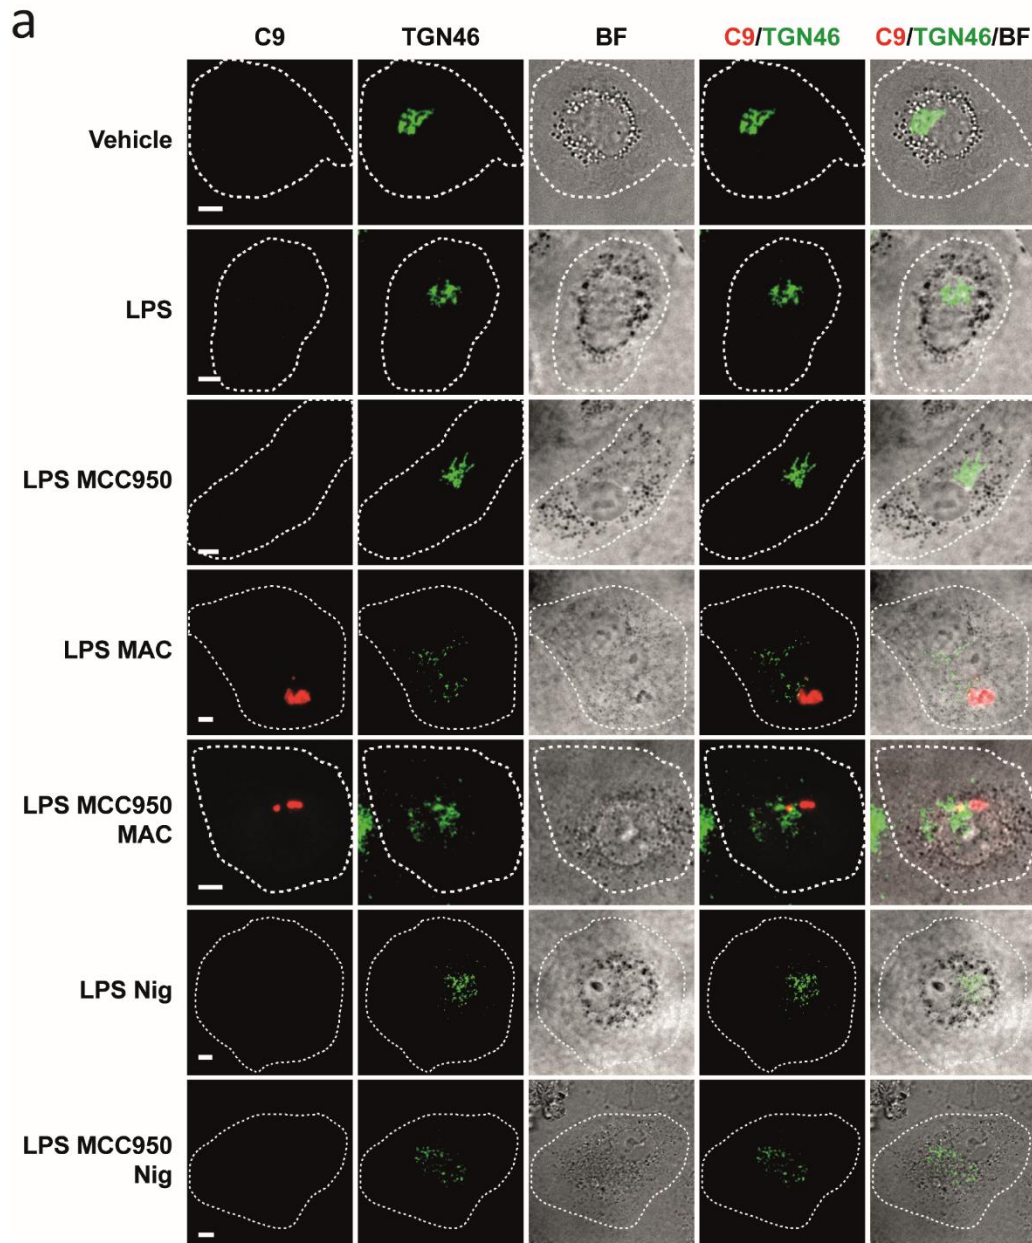 a
C9 TGN46 BF C9/TGN46 C9/TGN46/BF
Vehicle
LPS
LPS MCC950
LPS MAC
LPS MCC950
MAC
LPS Nig
LPS MCC950
Nig